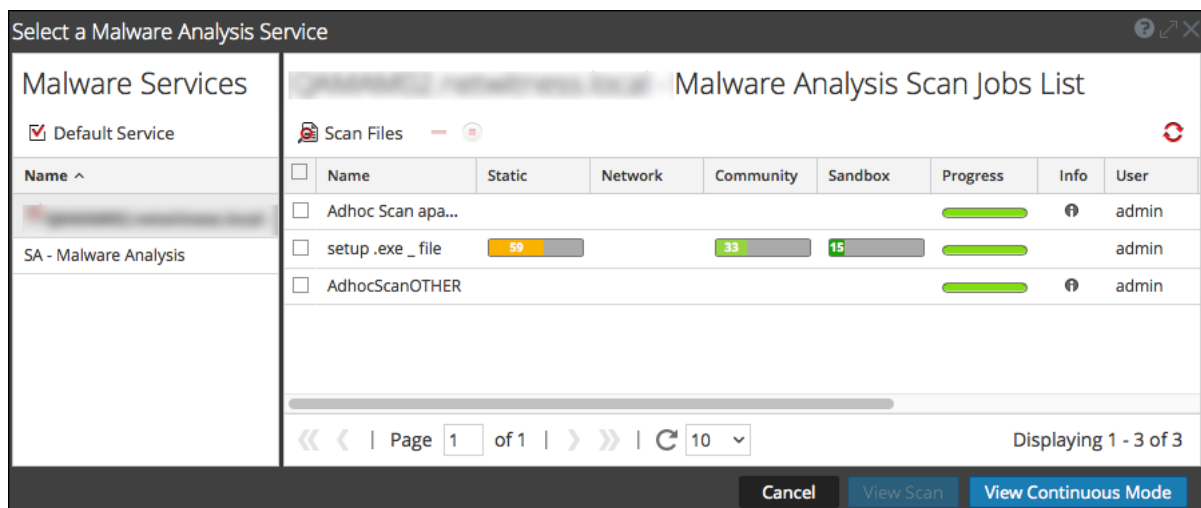 Select a Malware Analysis Service
Malware Services
Default Service
Name
SA - Malware Analysis
Malware Analysis Scan Jobs List
Scan Files
Name Static Network Community Sandbox Progress Info User
Adhoc Scan apa... admin
setup .exe _ file 59 33 15 admin
AdhocScanOTHER admin
Page 1 of 1 10 Displaying 1 - 3 of 3
Cancel View Scan View Continuous Mode